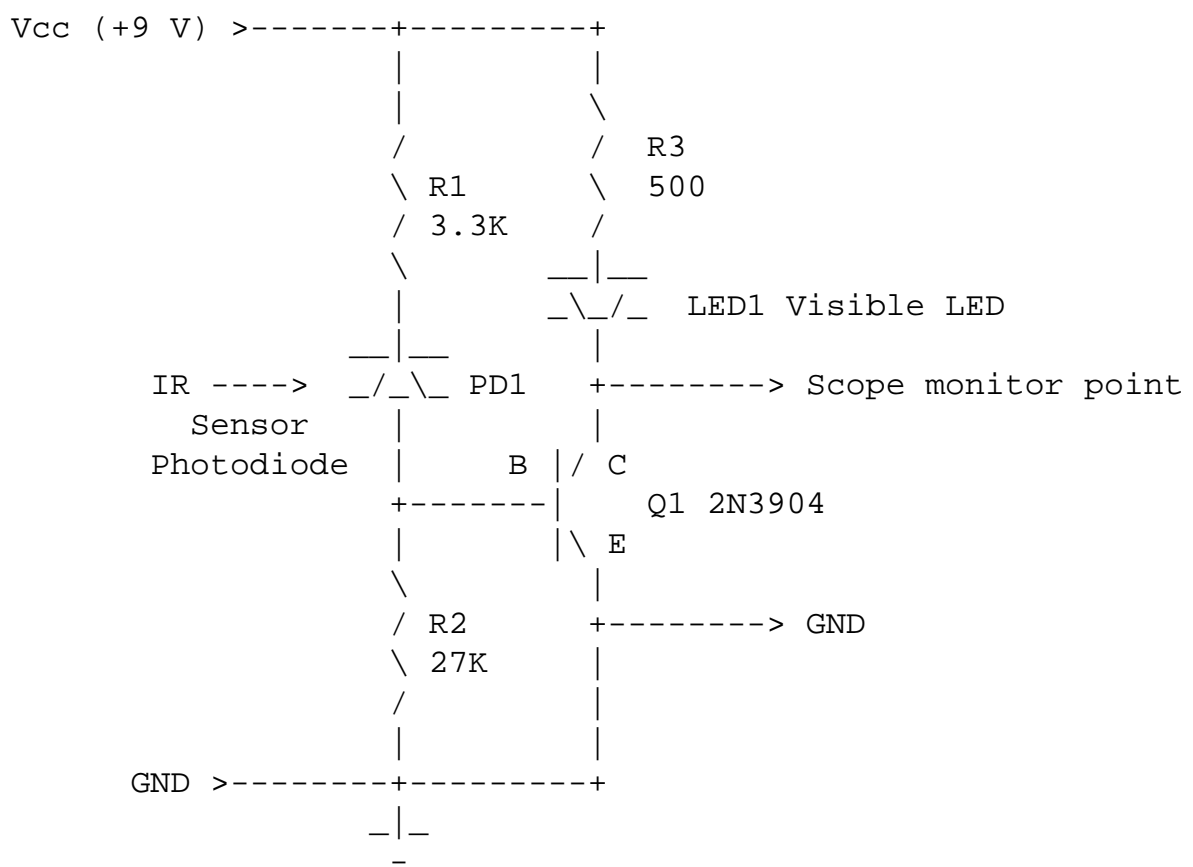 Vcc (+9 V) >-------+---------+
R3
R1 500
3.3K
LED1 Visible LED
IR ----> PD1 +--------> Scope monitor point
Sensor
Photodiode B C
+-------| Q1 2N3904
E
R2 +--------> GND
27K
GND >--------+---------+